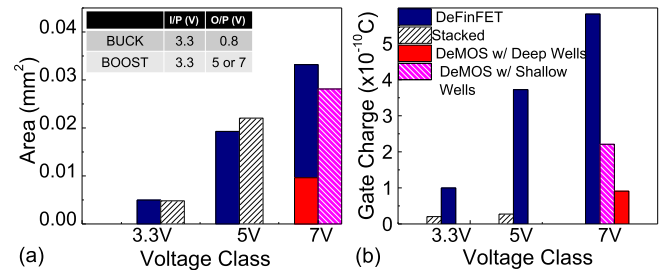 I/P (V) O/P (V)
BUCK 3.3 0.8
BOOST 3.3 5 or 7
0.04
0.03
0.02
0.01
0.00
Area (mm²)
3.3V 5V 7V
Voltage Class
(a)
DeFinFET
Stacked
DeMOS w/ Deep Wells
DeMOS w/ Shallow
Wells
5
4
3
2
1
0
Gate Charge (x10⁻¹⁰C)
3.3V 5V 7V
Voltage Class
(b)